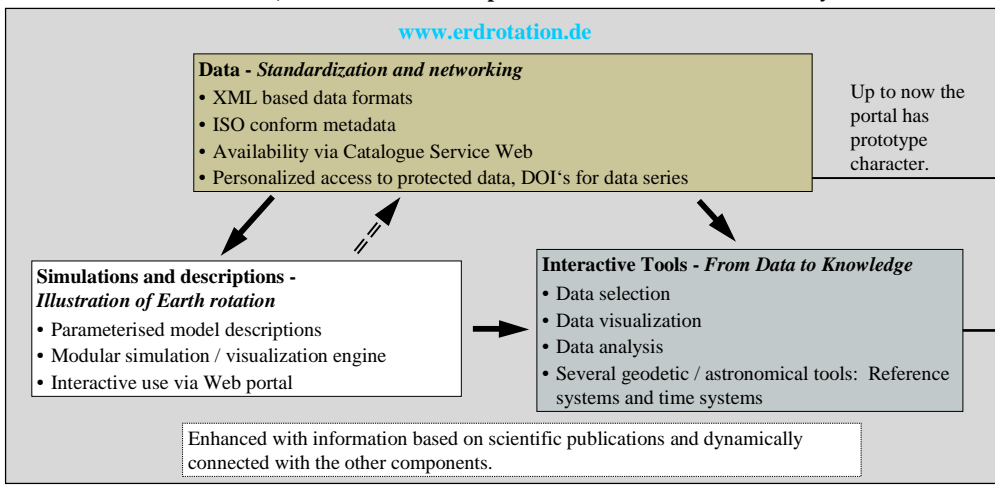 www.erdrotation.de
Data - Standardization and networking
• XML based data formats
• ISO conform metadata
• Availability via Catalogue Service Web
• Personalized access to protected data, DOI‘s for data series
Up to now the
portal has
prototype
character.
Simulations and descriptions -
Illustration of Earth rotation
• Parameterised model descriptions
• Modular simulation / visualization engine
• Interactive use via Web portal
Interactive Tools - From Data to Knowledge
• Data selection
• Data visualization
• Data analysis
• Several geodetic / astronomical tools: Reference
systems and time systems
Enhanced with information based on scientific publications and dynamically
connected with the other components.